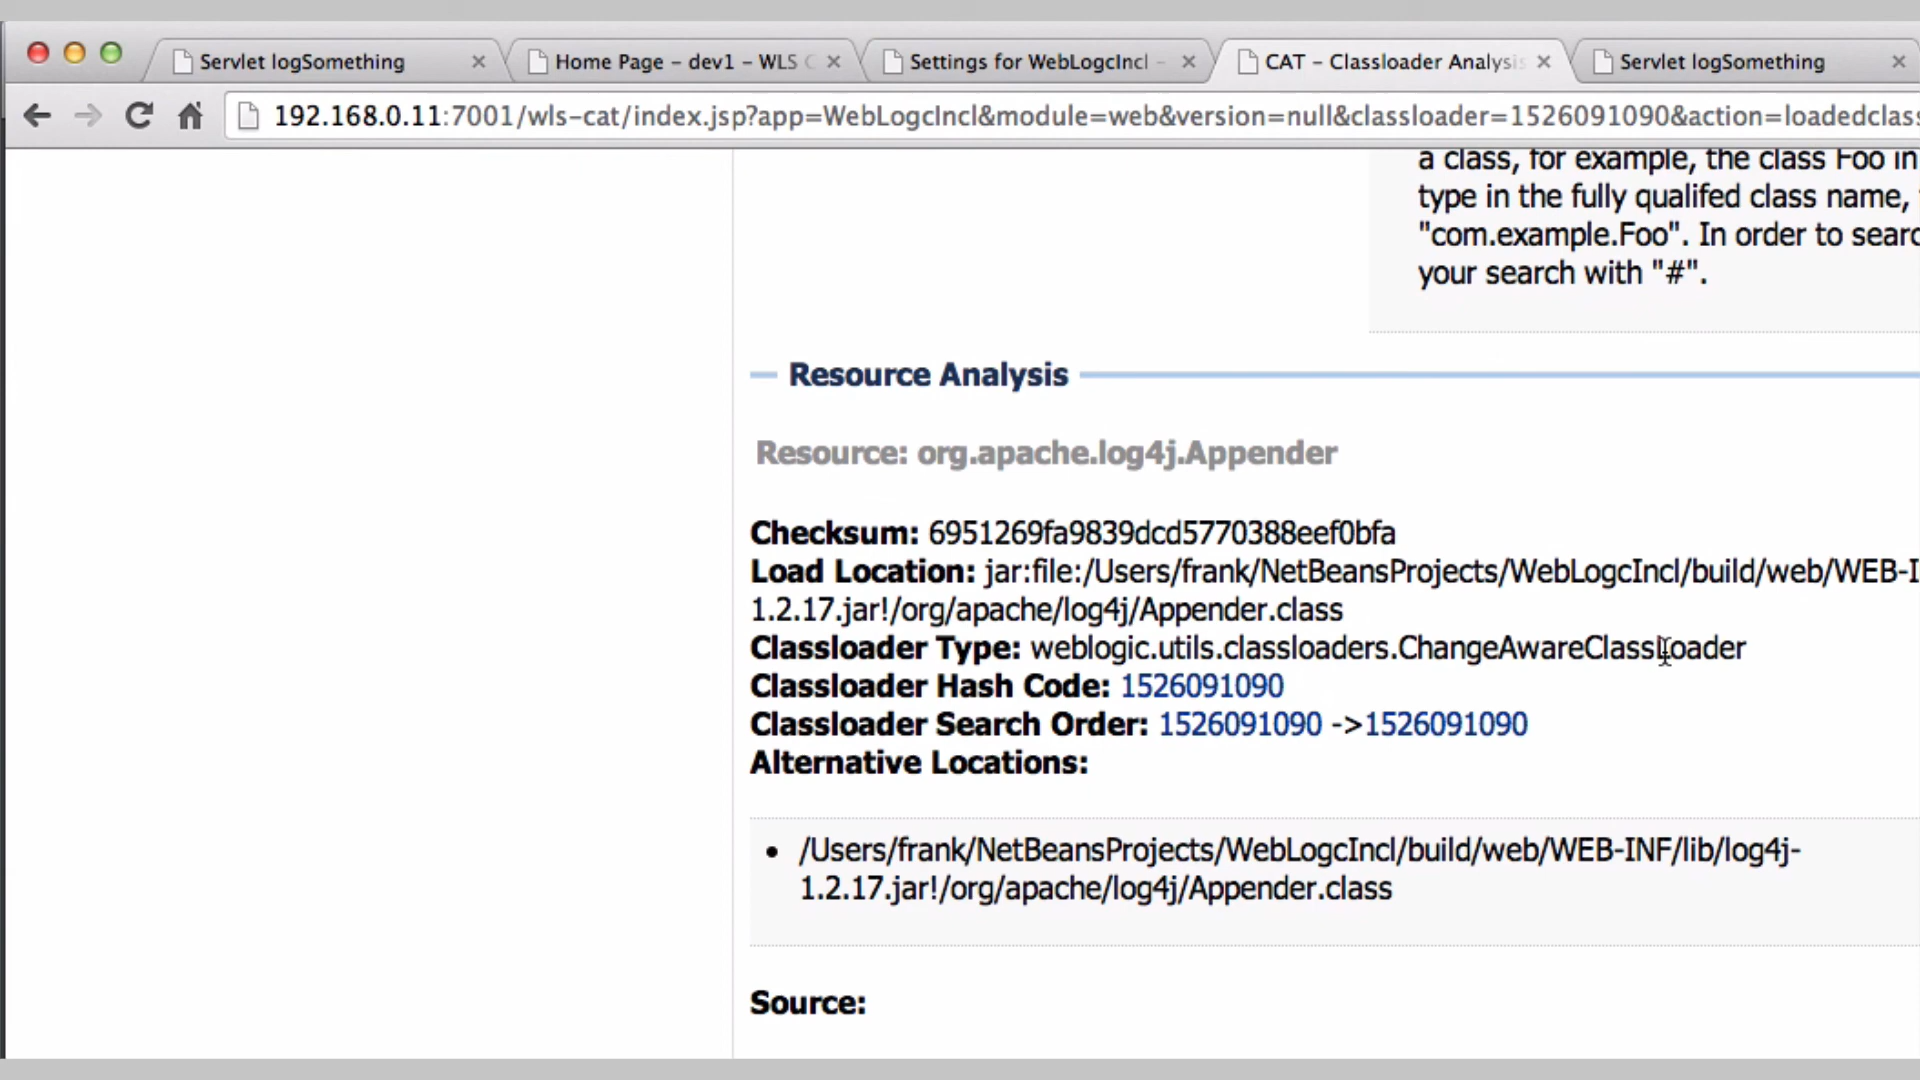 Servlet logSomething
Home Page - dev1 - WLS C
Settings for WebLogcIncl -
CAT - Classloader Analysis
Servlet logSomething
192.168.0.11:7001/wls-cat/index.jsp?app=WebLogcIncl&module=web&version=null&classloader=1526091090&action=loadedclass
a class, for example, the class Foo in
type in the fully qualifed class name,
"com.example.Foo". In order to searc
your search with "#".
Resource Analysis
Resource: org.apache.log4j.Appender
Checksum: 6951269fa9839dcd5770388eef0bfa
Load Location: jar:file:/Users/frank/NetBeansProjects/WebLogcIncl/build/web/WEB-I
1.2.17.jar!/org/apache/log4j/Appender.class
Classloader Type: weblogic.utils.classloaders.ChangeAwareClassLoader
Classloader Hash Code: 1526091090
Classloader Search Order: 1526091090 ->1526091090
Alternative Locations:
• /Users/frank/NetBeansProjects/WebLogcIncl/build/web/WEB-INF/lib/log4j-
1.2.17.jar!/org/apache/log4j/Appender.class
Source: